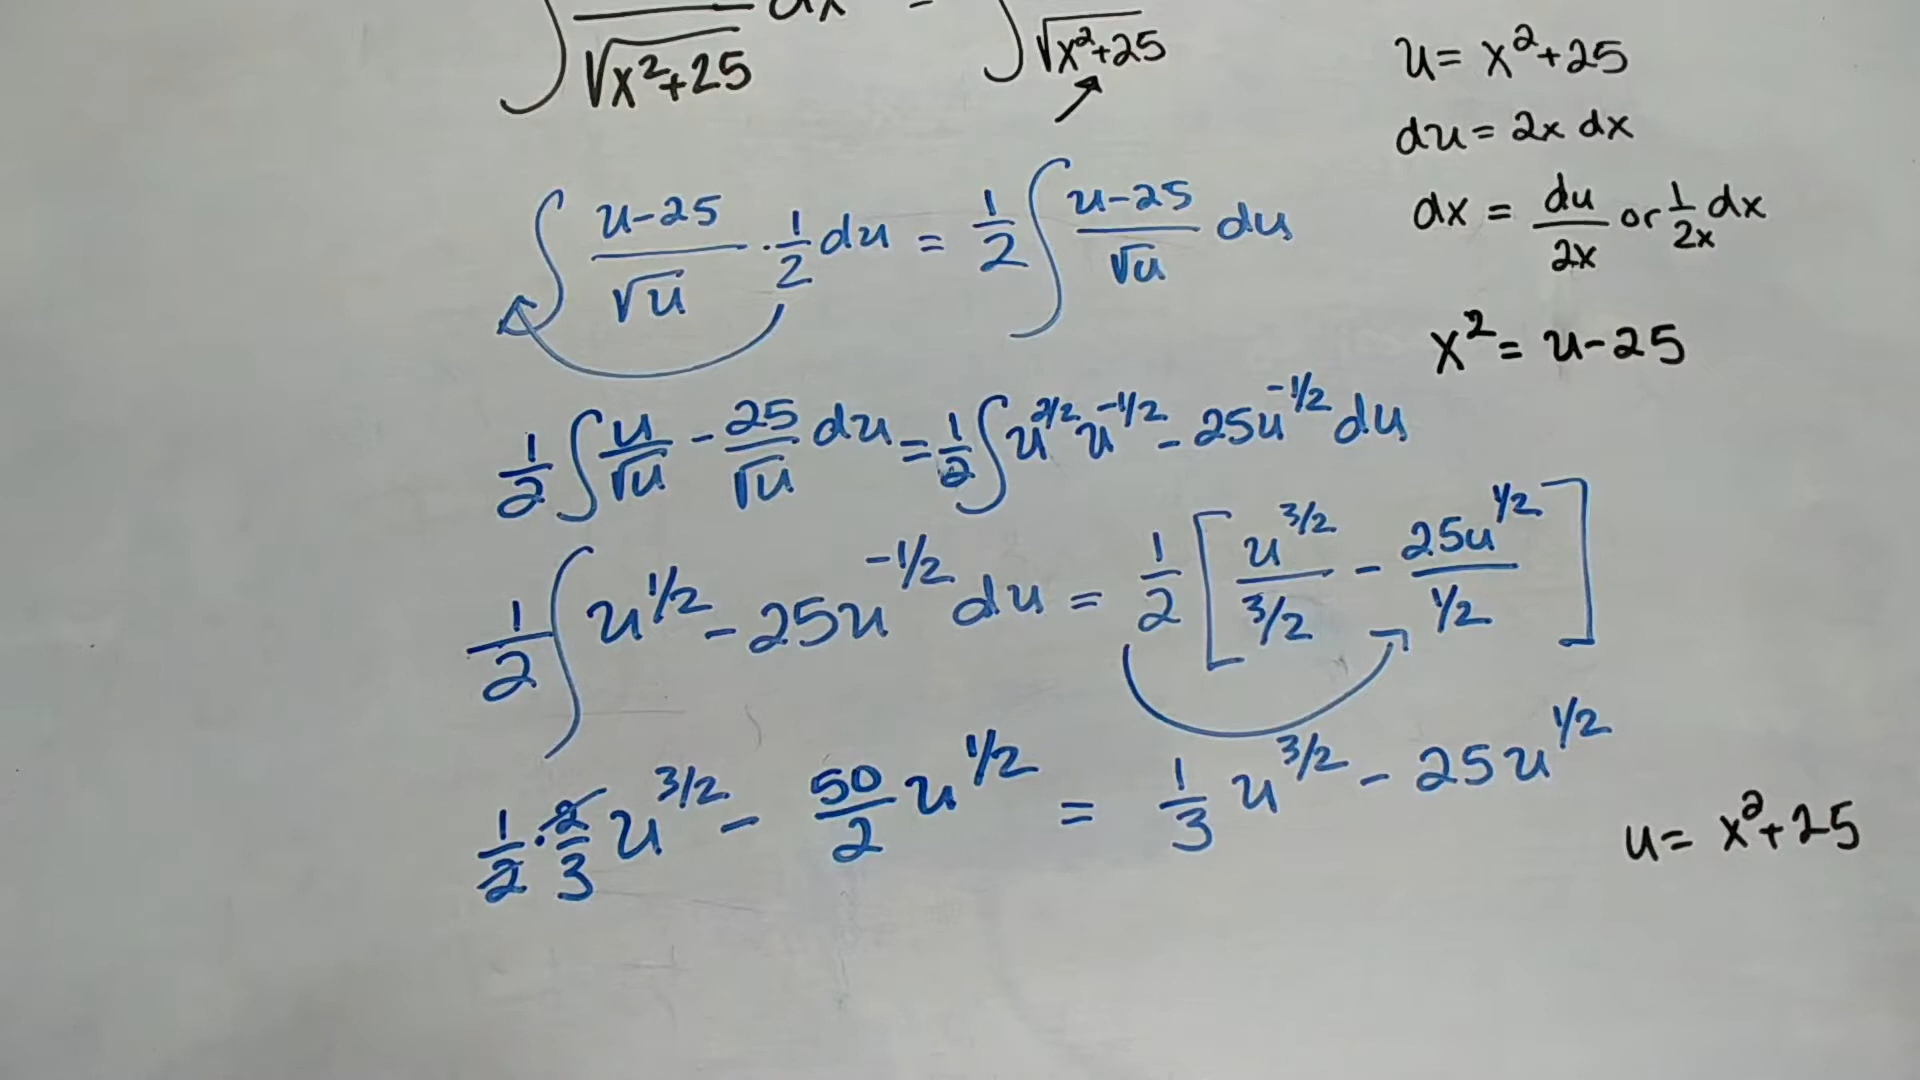 ∫ / √(x²+25) dx = ∫ / √(x²+25)
u = x²+25
du = 2x dx
dx = du/2x or 1/2x dx
x² = u-25
∫ (u-25)/√u · 1/2 du = 1/2 ∫ (u-25)/√u du
1/2 ∫ u/√u - 25/√u du = 1/2 ∫ u^(2/2) u^(-1/2) - 25u^(-1/2) du
1/2 ∫ u^(1/2) - 25u^(-1/2) du = 1/2 [ u^(3/2)/(3/2) - 25u^(1/2)/(1/2) ]
1/2 · 2/3 u^(3/2) - 50/2 u^(1/2) = 1/3 u^(3/2) - 25u^(1/2)
u = x²+25